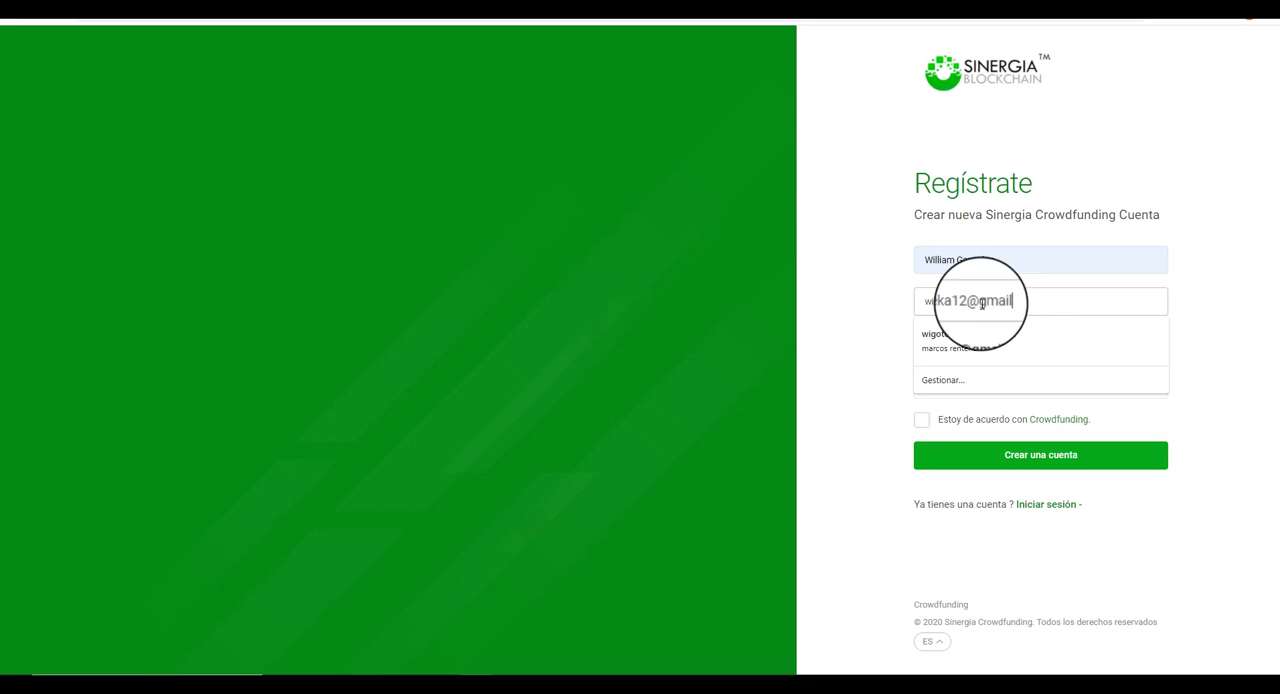 SINERGIA™
BLOCKCHAIN
Regístrate
Crear nueva Sinergia Crowdfunding Cuenta
William
ka12@gmail
marcos
Gestionar...
Estoy de acuerdo con Crowdfunding.
Crear una cuenta
Ya tienes una cuenta ? Iniciar sesión -
Crowdfunding
© 2020 Sinergia Crowdfunding. Todos los derechos reservados
ES